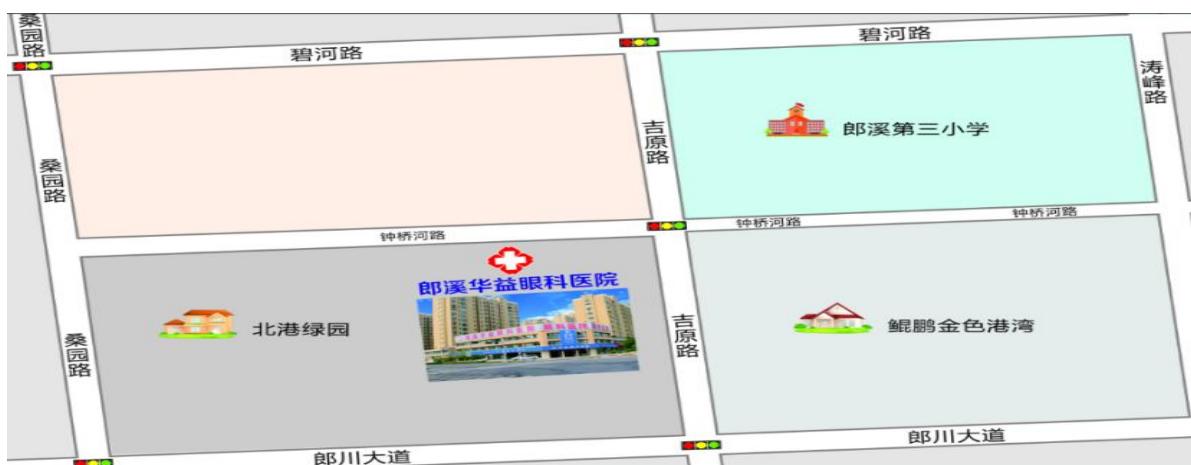 桑园路
碧河路
碧河路
涛峰路
吉原路
郎溪第三小学
桑园路
钟桥河路
钟桥河路
钟桥河路
郎溪华益眼科医院
北港绿园
吉原路
鲲鹏金色港湾
桑园路
郎川大道
郎川大道